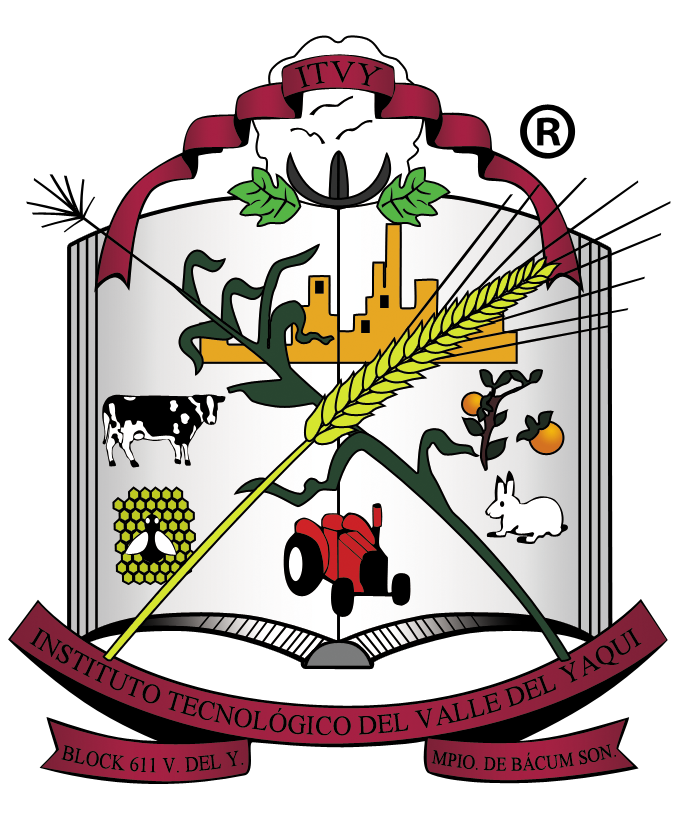 ITVY
®
INSTITUTO TECNOLÓGICO DEL VALLE DEL YAQUI
BLOCK 611 V. DEL Y.
MPIO. DE BÁCUM SON.